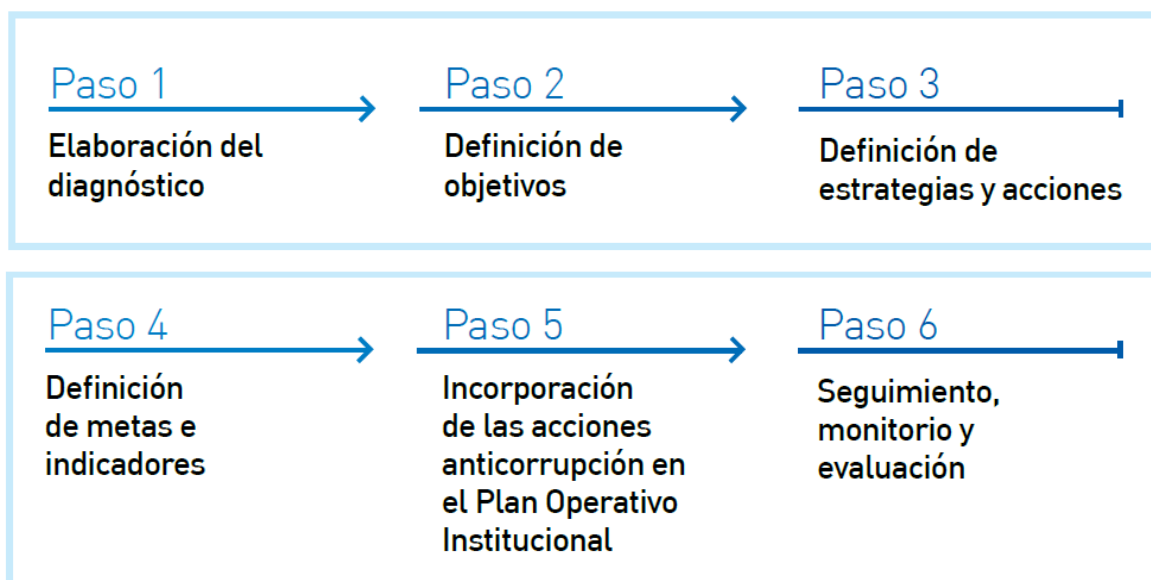 Paso 1
Elaboración del
diagnóstico
Paso 2
Definición de
objetivos
Paso 3
Definición de
estrategias y acciones
Paso 4
Definición
de metas e
indicadores
Paso 5
Incorporación
de las acciones
anticorrupción en
el Plan Operativo
Institucional
Paso 6
Seguimiento,
monitorio y
evaluación